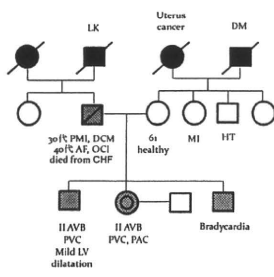 LK
Uterus
cancer
DM
30代 PMI, DCM
40代 AF, OCI
died from CHF
61
healthy
MI
HT
II AVB
PVC
Mild LV
dilatation
II AVB
PVC, PAC
Bradycardia